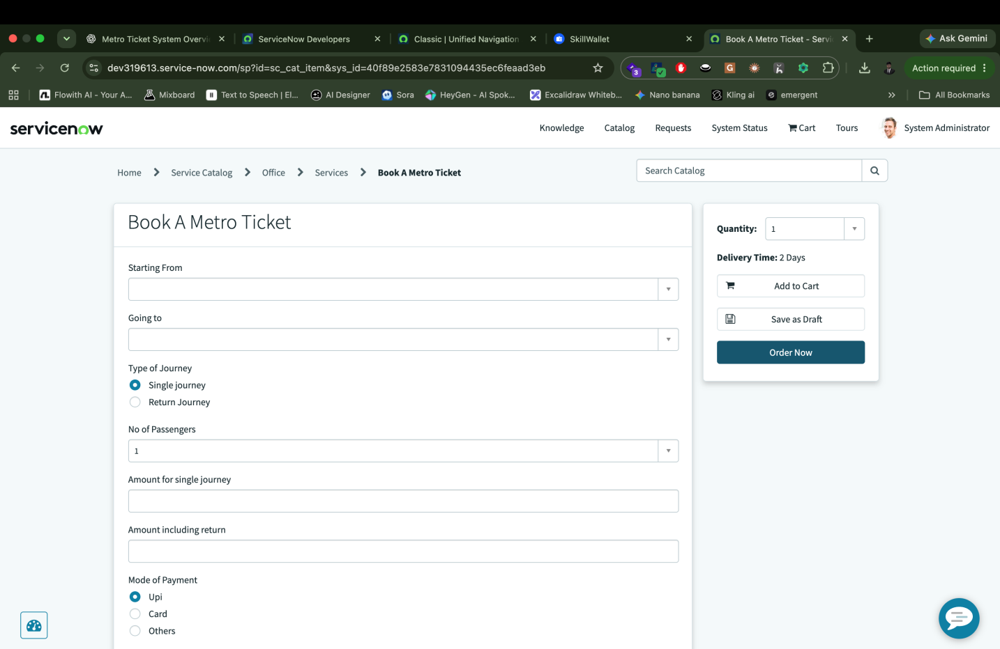 Metro Ticket System Overvi
ServiceNow Developers
Classic | Unified Navigation
SkillWallet
Book A Metro Ticket - Servi
Ask Gemini
dev319613.service-now.com/sp?id=sc_cat_item&sys_id=40f89e2583e7831094435ec6feaad3eb
3
G
Action required
Flowith AI - Your A...
Mixboard
Text to Speech | El...
AI Designer
Sora
HeyGen - AI Spok...
Excalidraw Whiteb...
Nano banana
Kling ai
emergent
All Bookmarks
servicenow
Knowledge
Catalog
Requests
System Status
Cart
Tours
System Administrator
Home
Service Catalog
Office
Services
Book A Metro Ticket
Search Catalog
Book A Metro Ticket
Starting From
Going to
Type of Journey
Single journey
Return Journey
No of Passengers
1
Amount for single journey
Amount including return
Mode of Payment
Upi
Card
Others
Quantity: 1
Delivery Time: 2 Days
Add to Cart
Save as Draft
Order Now